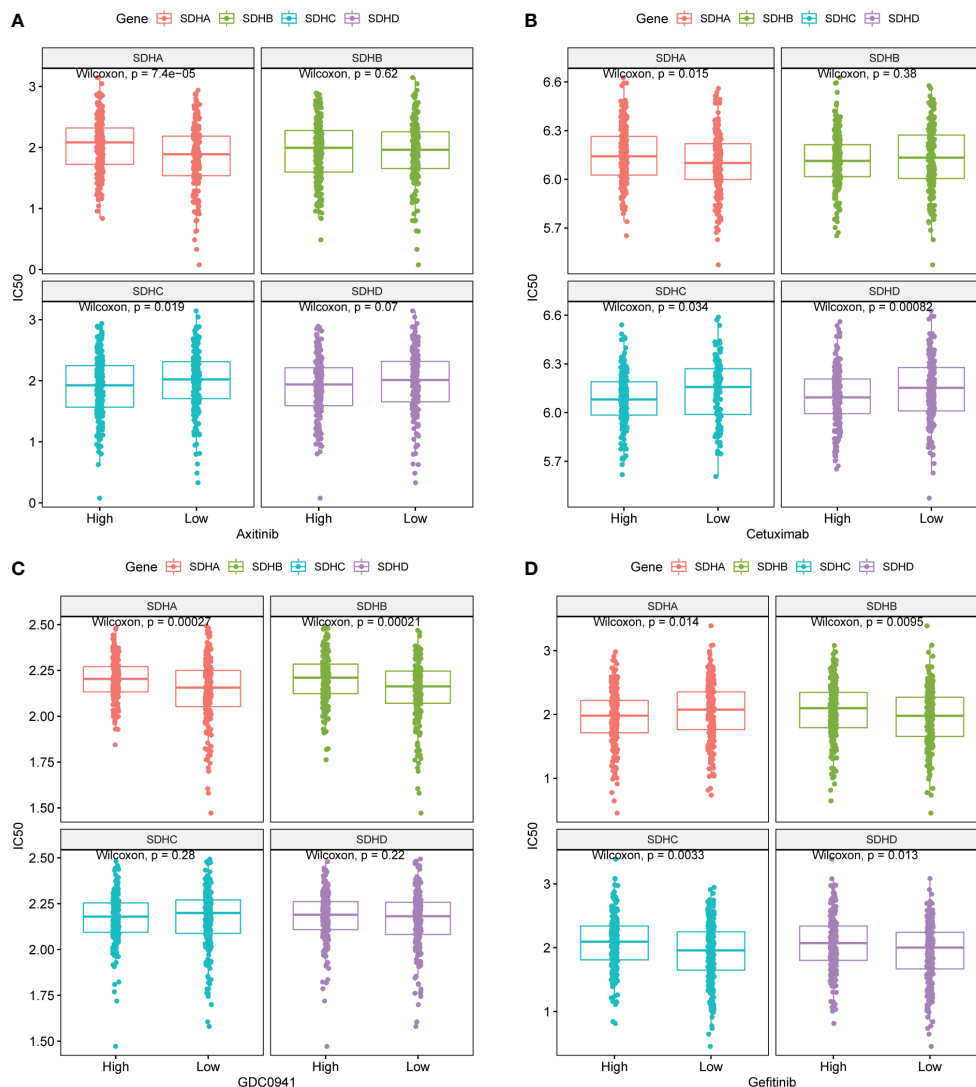 A
Gene SDHA SDHB SDHC SDHD
SDHA
SDHB
Wilcoxon, p = 7.4e−05
Wilcoxon, p = 0.62
3
2
1
0
SDHC
SDHD
Wilcoxon, p = 0.019
Wilcoxon, p = 0.07
3
2
1
0
IC50
High Low High Low
Axitinib
B
Gene SDHA SDHB SDHC SDHD
SDHA
SDHB
Wilcoxon, p = 0.015
Wilcoxon, p = 0.38
6.6
6.3
6.0
5.7
SDHC
SDHD
Wilcoxon, p = 0.034
Wilcoxon, p = 0.00082
6.6
6.3
6.0
5.7
IC50
High Low High Low
Cetuximab
C
Gene SDHA SDHB SDHC SDHD
SDHA
SDHB
Wilcoxon, p = 0.00027
Wilcoxon, p = 0.00021
2.50
2.25
2.00
1.75
1.50
SDHC
SDHD
Wilcoxon, p = 0.28
Wilcoxon, p = 0.22
2.50
2.25
2.00
1.75
1.50
IC50
High Low High Low
GDC0941
D
Gene SDHA SDHB SDHC SDHD
SDHA
SDHB
Wilcoxon, p = 0.014
Wilcoxon, p = 0.0095
3
2
1
SDHC
SDHD
Wilcoxon, p = 0.0033
Wilcoxon, p = 0.013
3
2
1
IC50
High Low High Low
Gefitinib